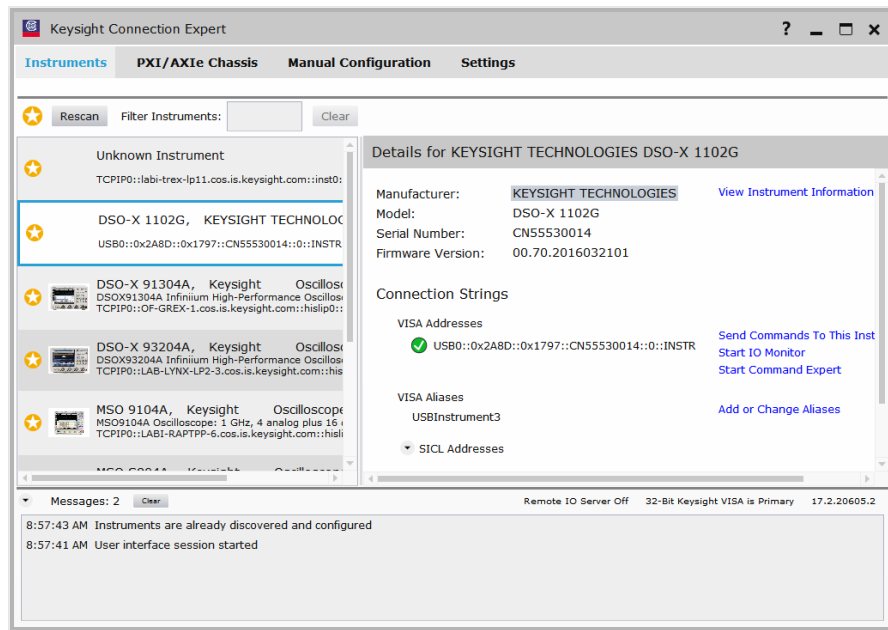 Keysight Connection Expert
?
Instruments PXI/AXIe Chassis Manual Configuration Settings
Rescan Filter Instruments: Clear
Unknown Instrument
TCPIP0::labi-trex-lp11.cos.is.keysight.com::inst0:
DSO-X 1102G, KEYSIGHT TECHNOLOG
USB0::0x2A8D::0x1797::CN55530014::0::INSTR
DSO-X 91304A, Keysight Oscillosc
DSOX91304A Infiniium High-Performance Oscillos
TCPIP0::OF-GREX-1.cos.is.keysight.com::hislip0::
DSO-X 93204A, Keysight Oscillosc
DSOX93204A Infiniium High-Performance Oscillos
TCPIP0::LAB-LYNX-LP2-3.cos.is.keysight.com::his
MSO 9104A, Keysight Oscilloscope
MSO9104A Oscilloscope: 1 GHz, 4 analog plus 16
TCPIP0::LABI-RAPTPP-6.cos.is.keysight.com::hisli
Details for KEYSIGHT TECHNOLOGIES DSO-X 1102G
Manufacturer: KEYSIGHT TECHNOLOGIES View Instrument Information
Model: DSO-X 1102G
Serial Number: CN55530014
Firmware Version: 00.70.2016032101
Connection Strings
VISA Addresses
USB0::0x2A8D::0x1797::CN55530014::0::INSTR
Send Commands To This Inst
Start IO Monitor
Start Command Expert
VISA Aliases
USBInstrument3
Add or Change Aliases
SICL Addresses
Messages: 2 Clear Remote IO Server Off 32-Bit Keysight VISA is Primary 17.2.20605.2
8:57:43 AM Instruments are already discovered and configured
8:57:41 AM User interface session started